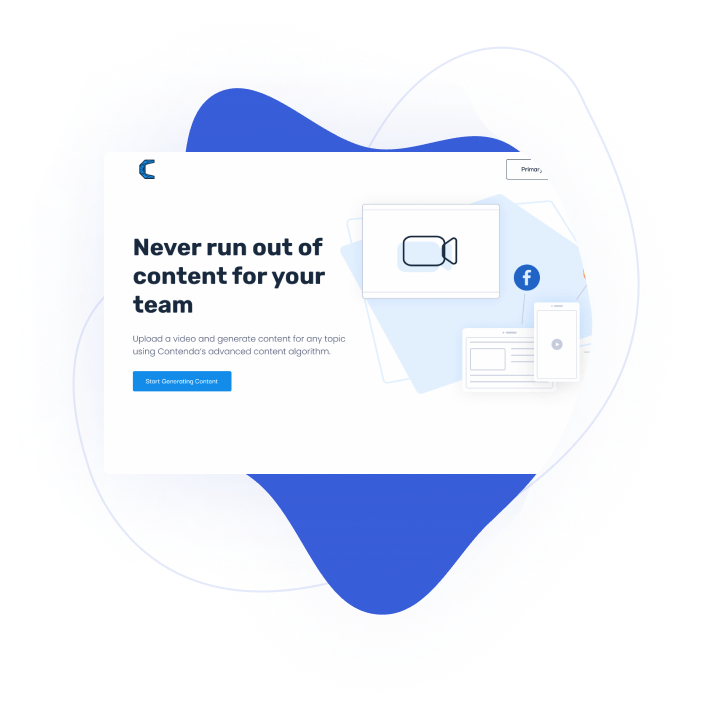 Never run out of
content for your
team
Upload a video and generate content for any topic
using Contenda's advanced content algorithm.
Start Generating Content